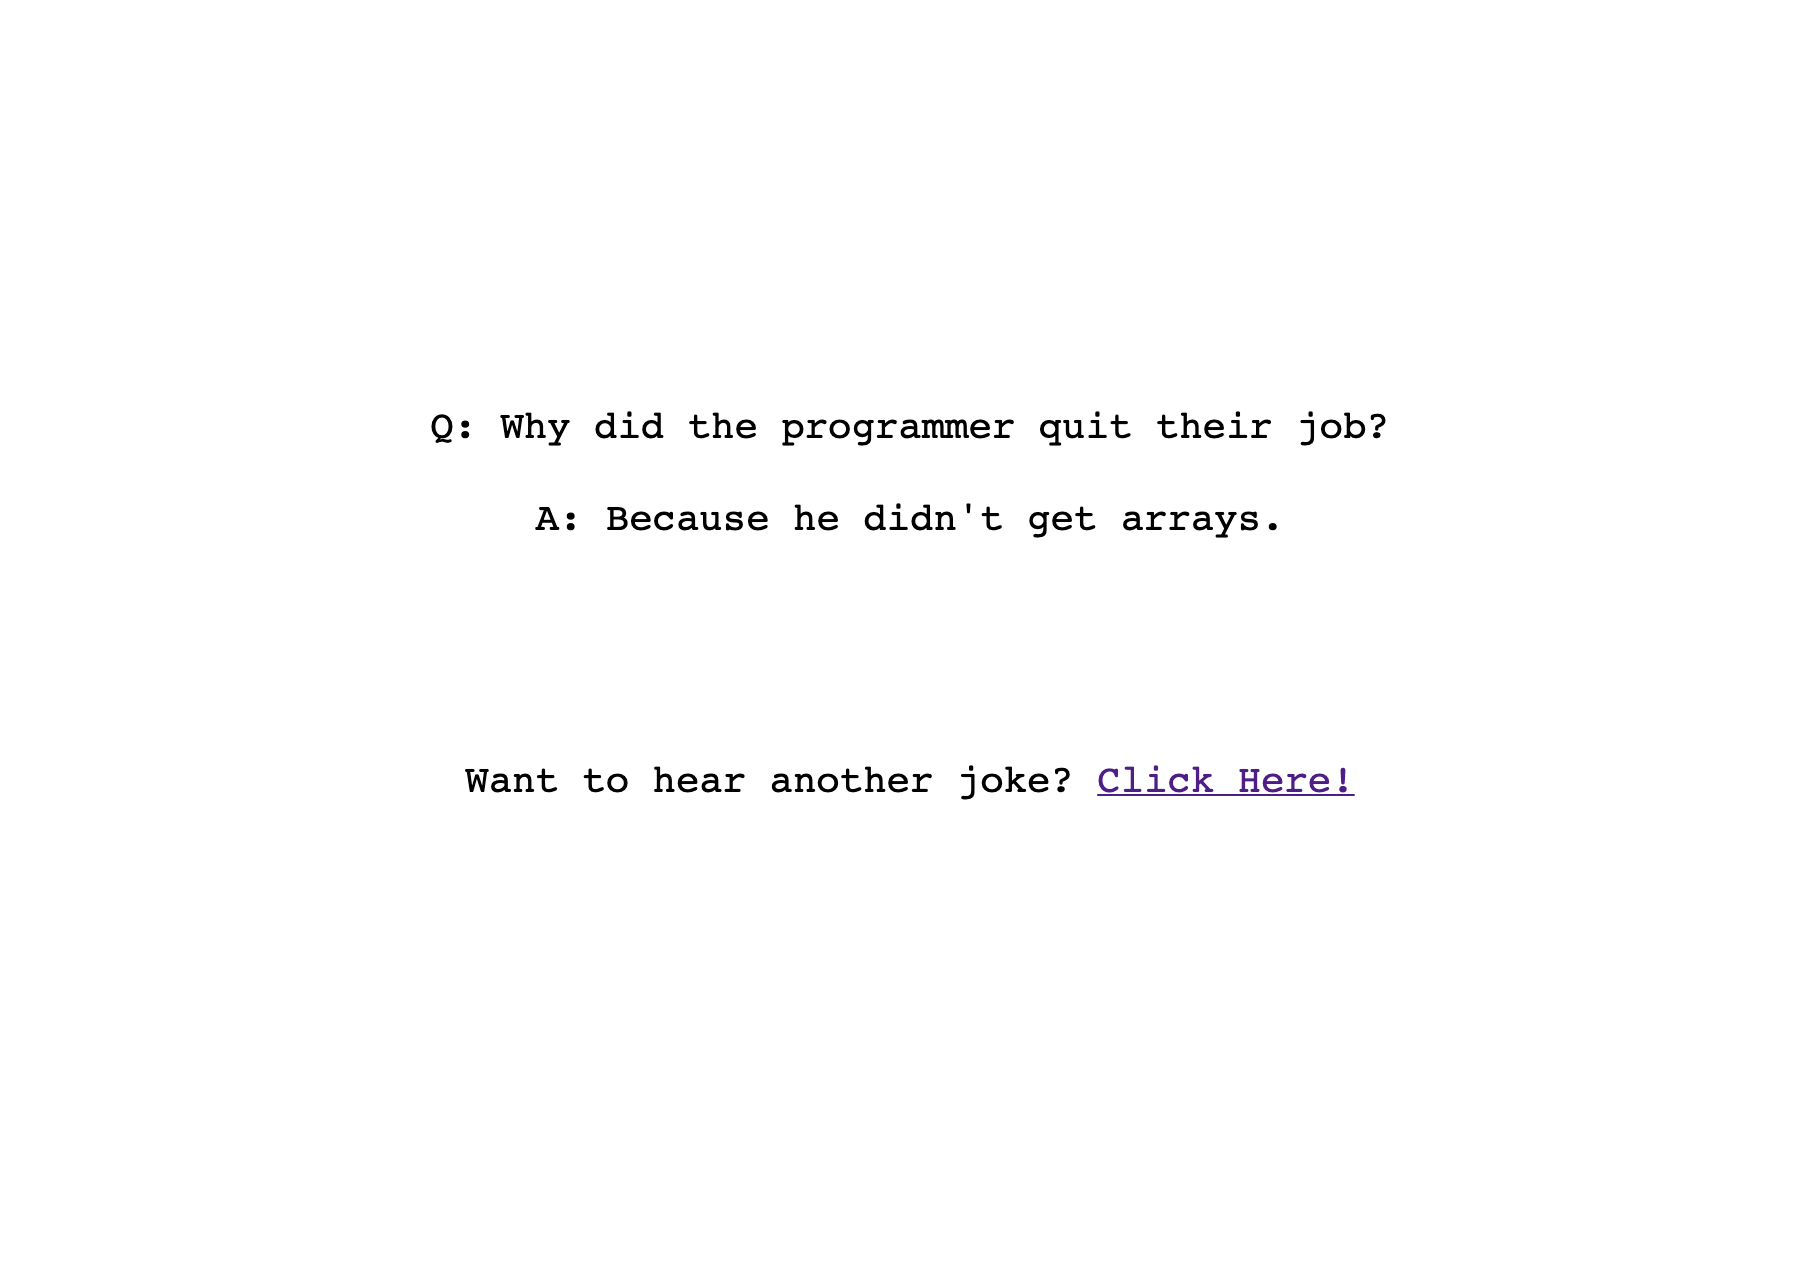 Q: Why did the programmer quit their job?
A: Because he didn't get arrays.
Want to hear another joke? Click Here!